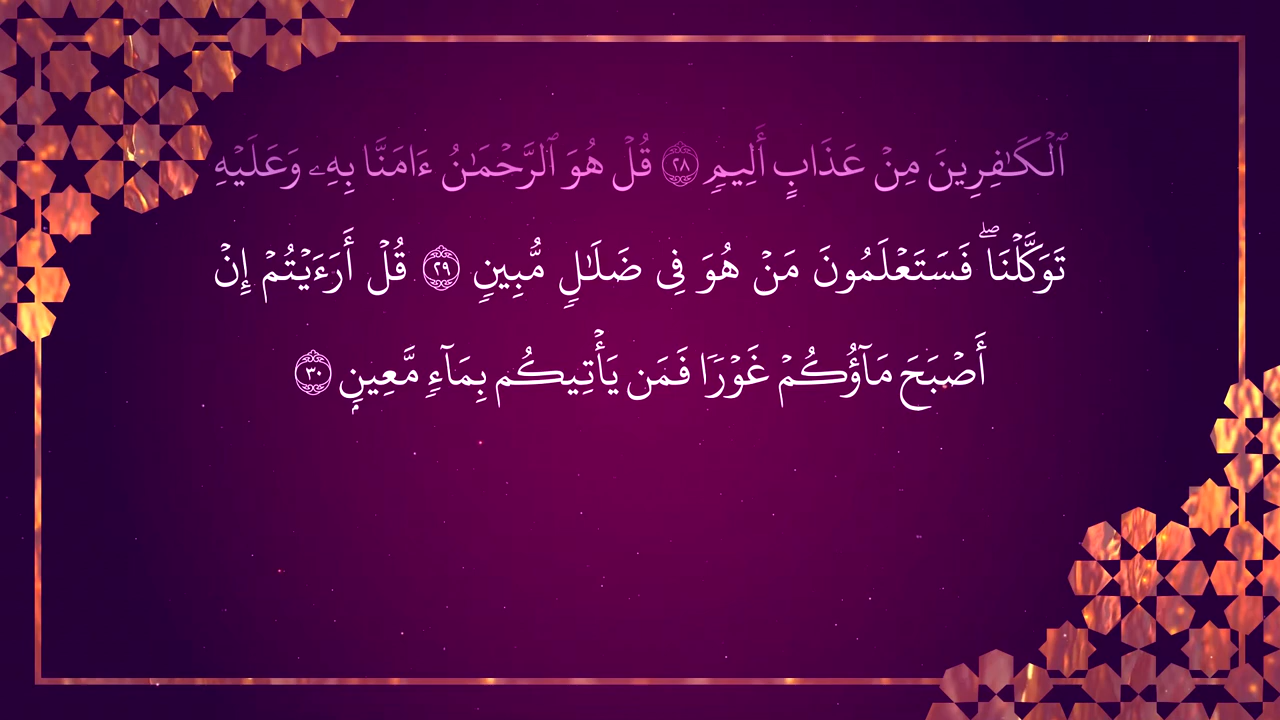 ٱلۡكَٰفِرِينَ مِنۡ عَذَابٍ أَلِيمٖ ٢٨ قُلۡ هُوَ ٱلرَّحۡمَٰنُ ءَامَنَّا بِهِۦ وَعَلَيۡهِ
تَوَكَّلۡنَاۖ فَسَتَعۡلَمُونَ مَنۡ هُوَ فِي ضَلَٰلٖ مُّبِينٖ ٢٩ قُلۡ أَرَءَيۡتُمۡ إِنۡ
أَصۡبَحَ مَآؤُكُمۡ غَوۡرٗا فَمَن يَأۡتِيكُم بِمَآءٖ مَّعِينِۭ ٣٠